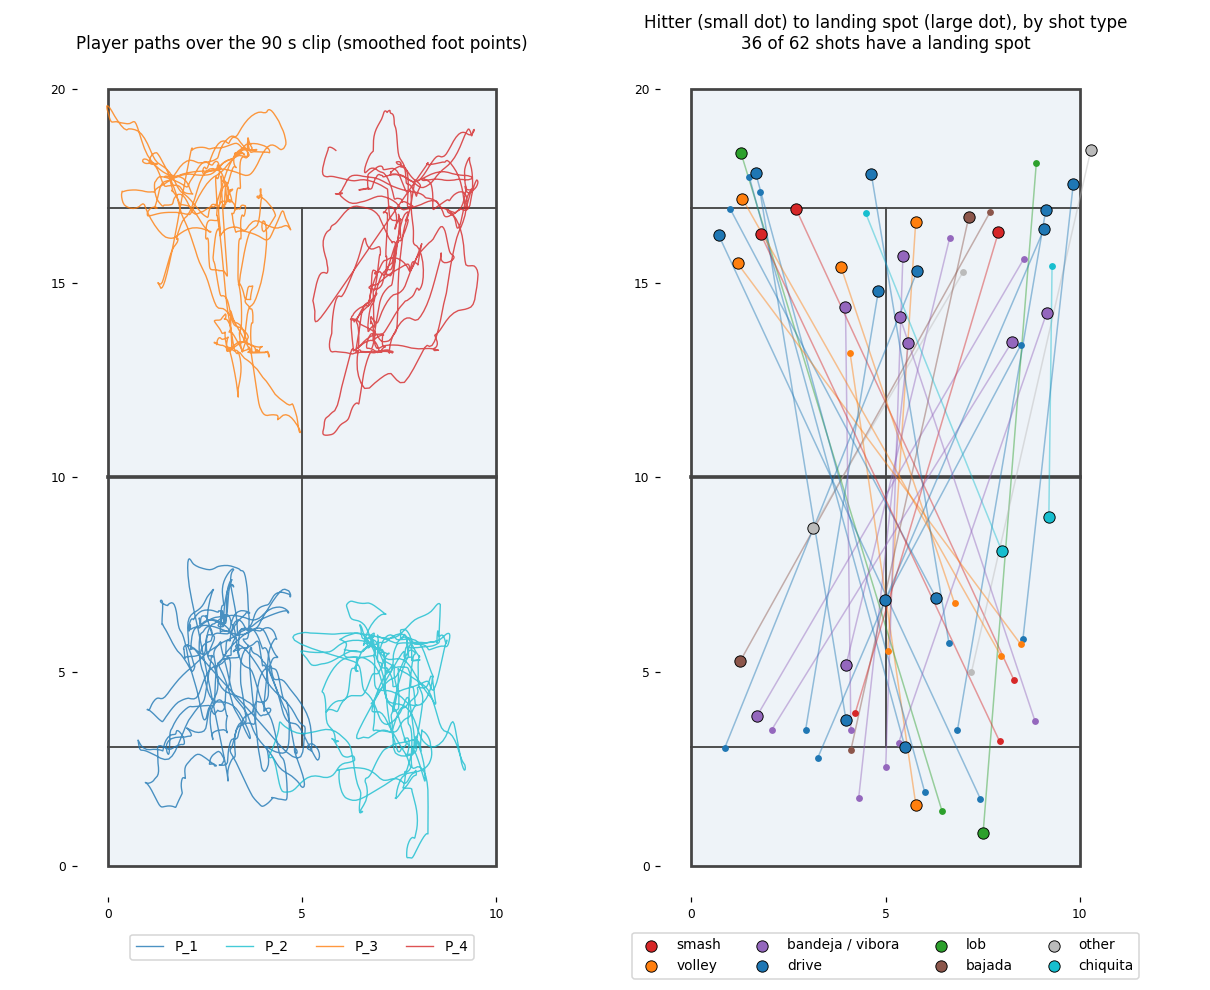 Player paths over the 90 s clip (smoothed foot points)
Hitter (small dot) to landing spot (large dot), by shot type
36 of 62 shots have a landing spot
20
15
10
5
0
0 5 10
P_1 P_2 P_3 P_4
20
15
10
5
0
0 5 10
smash bandeja / vibora lob other
volley drive bajada chiquita